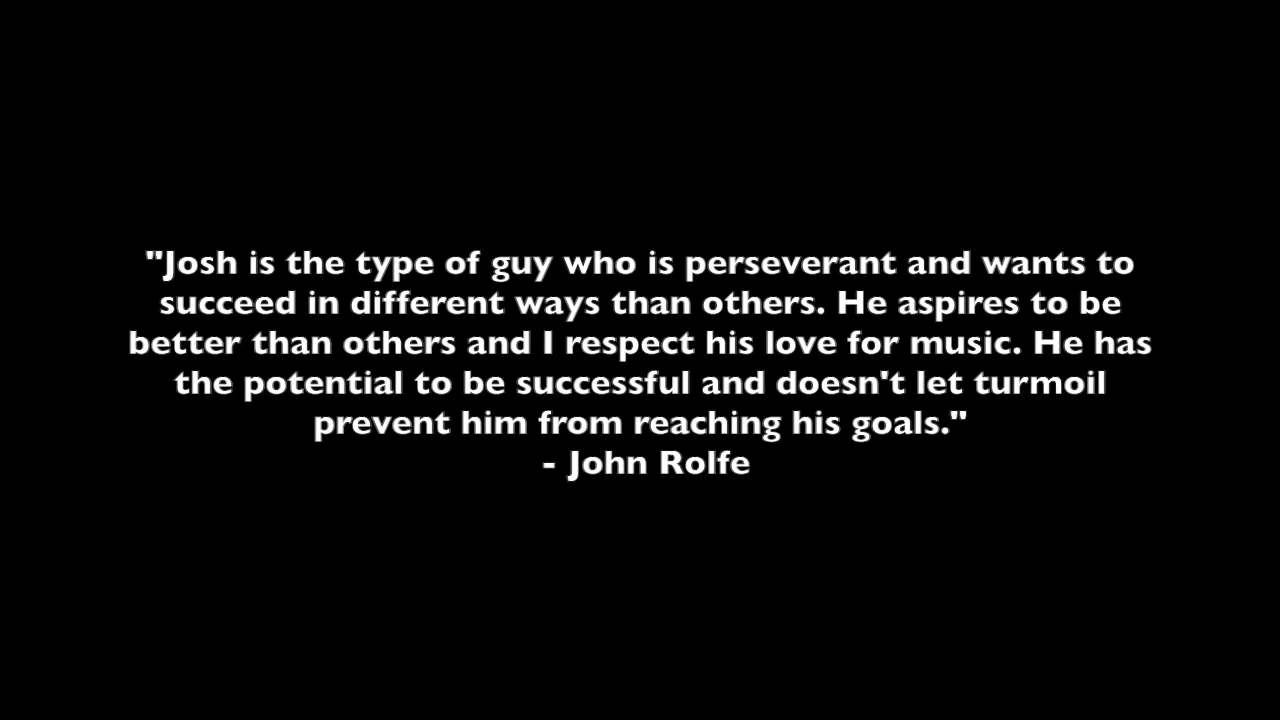 "Josh is the type of guy who is perseverant and wants to
succeed in different ways than others. He aspires to be
better than others and I respect his love for music. He has
the potential to be successful and doesn't let turmoil
prevent him from reaching his goals."
- John Rolfe